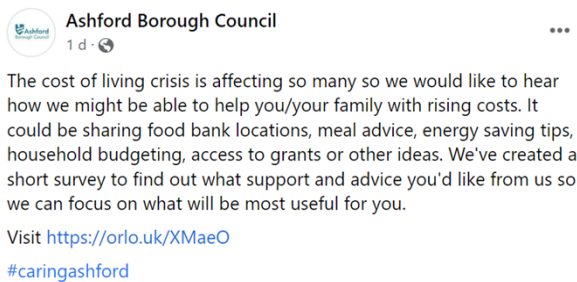 Ashford
Borough Council
Ashford Borough Council
1 d ·
The cost of living crisis is affecting so many so we would like to hear
how we might be able to help you/your family with rising costs. It
could be sharing food bank locations, meal advice, energy saving tips,
household budgeting, access to grants or other ideas. We've created a
short survey to find out what support and advice you'd like from us so
we can focus on what will be most useful for you.
Visit https://orlo.uk/XMaeO
#caringashford